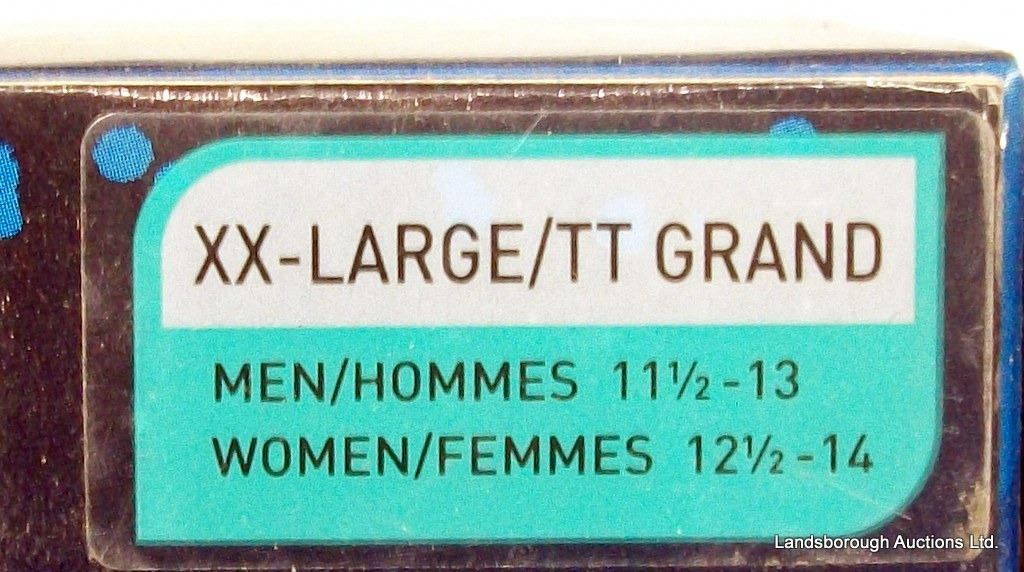 XX-LARGE/TT GRAND
MEN/HOMMES 11½-13
WOMEN/FEMMES 12½-14
Landsborough Auctions Ltd.